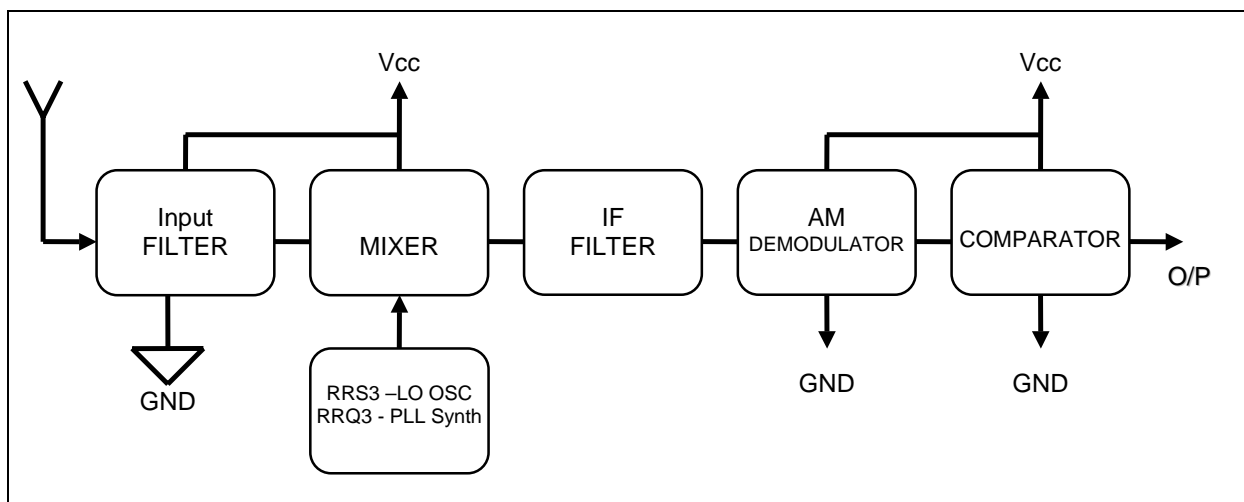 Vcc
Vcc
Input
FILTER
MIXER
IF
FILTER
AM
DEMODULATOR
COMPARATOR
O/P
GND
RRS3 –LO OSC
RRQ3 - PLL Synth
GND
GND